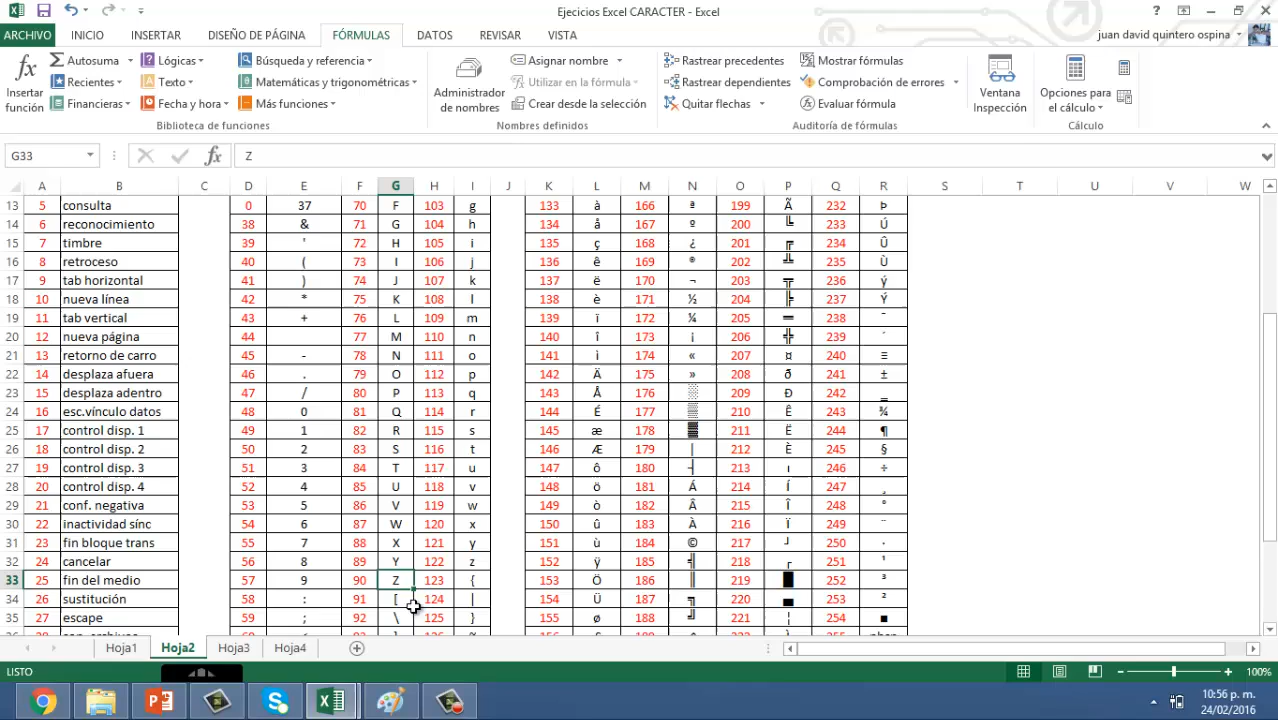 Ejecicios Excel CARACTER - Excel
ARCHIVO INICIO INSERTAR DISEÑO DE PÁGINA FÓRMULAS DATOS REVISAR VISTA juan david quintero ospina
Autosuma Lógicas Búsqueda y referencia Asignar nombre Rastrear precedentes Mostrar fórmulas
Recientes Texto Matemáticas y trigonométricas Utilizar en la fórmula Rastrear dependientes Comprobación de errores
Insertar función Financieras Fecha y hora Más funciones Administrador de nombres Crear desde la selección Quitar flechas Evaluar fórmula Ventana Inspección Opciones para el cálculo
Biblioteca de funciones Nombres definidos Auditoría de fórmulas Cálculo
G33 fx Z
A B C D E F G H I J K L M N O P Q R S T U V W
13 5 consulta 0 37 70 F 103 g 133 à 166 ª 199 Ã 232 Þ
14 6 reconocimiento 38 & 71 G 104 h 134 å 167 º 200 ╚ 233 Ú
15 7 timbre 39 ' 72 H 105 i 135 ç 168 ¿ 201 ╔ 234 Û
16 8 retroceso 40 ( 73 I 106 j 136 ê 169 ® 202 ╩ 235 Ù
17 9 tab horizontal 41 ) 74 J 107 k 137 ë 170 ¬ 203 ╦ 236 ý
18 10 nueva línea 42 * 75 K 108 l 138 è 171 ½ 204 ╠ 237 Ý
19 11 tab vertical 43 + 76 L 109 m 139 ï 172 ¼ 205 ═ 238 ¯
20 12 nueva página 44 77 M 110 n 140 î 173 ¡ 206 ╬ 239 ´
21 13 retorno de carro 45 - 78 N 111 o 141 ì 174 « 207 ¤ 240 ≡
22 14 desplaza afuera 46 . 79 O 112 p 142 Ä 175 » 208 ð 241 ±
23 15 desplaza adentro 47 / 80 P 113 q 143 Å 176 ░ 209 Đ 242 ‗
24 16 esc.vínculo datos 48 0 81 Q 114 r 144 É 177 ▒ 210 Ê 243 ¾
25 17 control disp. 1 49 1 82 R 115 s 145 æ 178 ▓ 211 Ë 244 ¶
26 18 control disp. 2 50 2 83 S 116 t 146 Æ 179 │ 212 È 245 §
27 19 control disp. 3 51 3 84 T 117 u 147 ô 180 ┤ 213 ı 246 ÷
28 20 control disp. 4 52 4 85 U 118 v 148 ö 181 Á 214 Í 247 ¸
29 21 conf. negativa 53 5 86 V 119 w 149 ò 182 Â 215 Î 248 °
30 22 inactividad sínc 54 6 87 W 120 x 150 û 183 À 216 Ï 249 ¨
31 23 fin bloque trans 55 7 88 X 121 y 151 ù 184 © 217 ┘ 250 ·
32 24 cancelar 56 8 89 Y 122 z 152 ÿ 185 ╣ 218 ┌ 251 ¹
33 25 fin del medio 57 9 90 Z 123 { 153 Ö 186 ║ 219 █ 252 ³
34 26 sustitución 58 : 91 [ 124 | 154 Ü 187 ╗ 220 ▄ 253 ²
35 27 escape 59 ; 92 \ 125 } 155 ø 188 ╝ 221 ¦ 254 ■
Hoja1 Hoja2 Hoja3 Hoja4
LISTO 100%
10:56 p. m.
24/02/2016